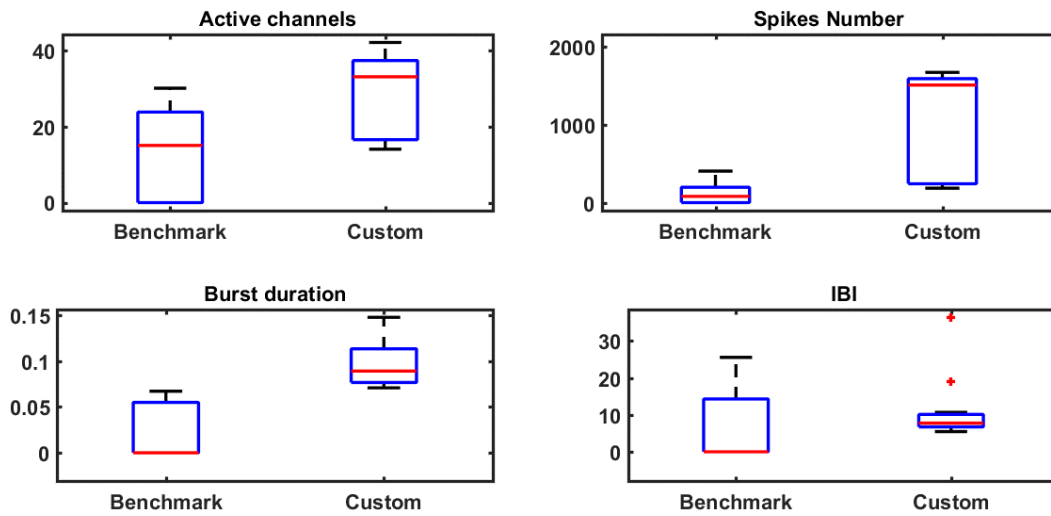 Active channels
40
20
0
Benchmark Custom
Spikes Number
2000
1000
0
Benchmark Custom
Burst duration
0.15
0.1
0.05
0
Benchmark Custom
IBI
30
20
10
0
Benchmark Custom